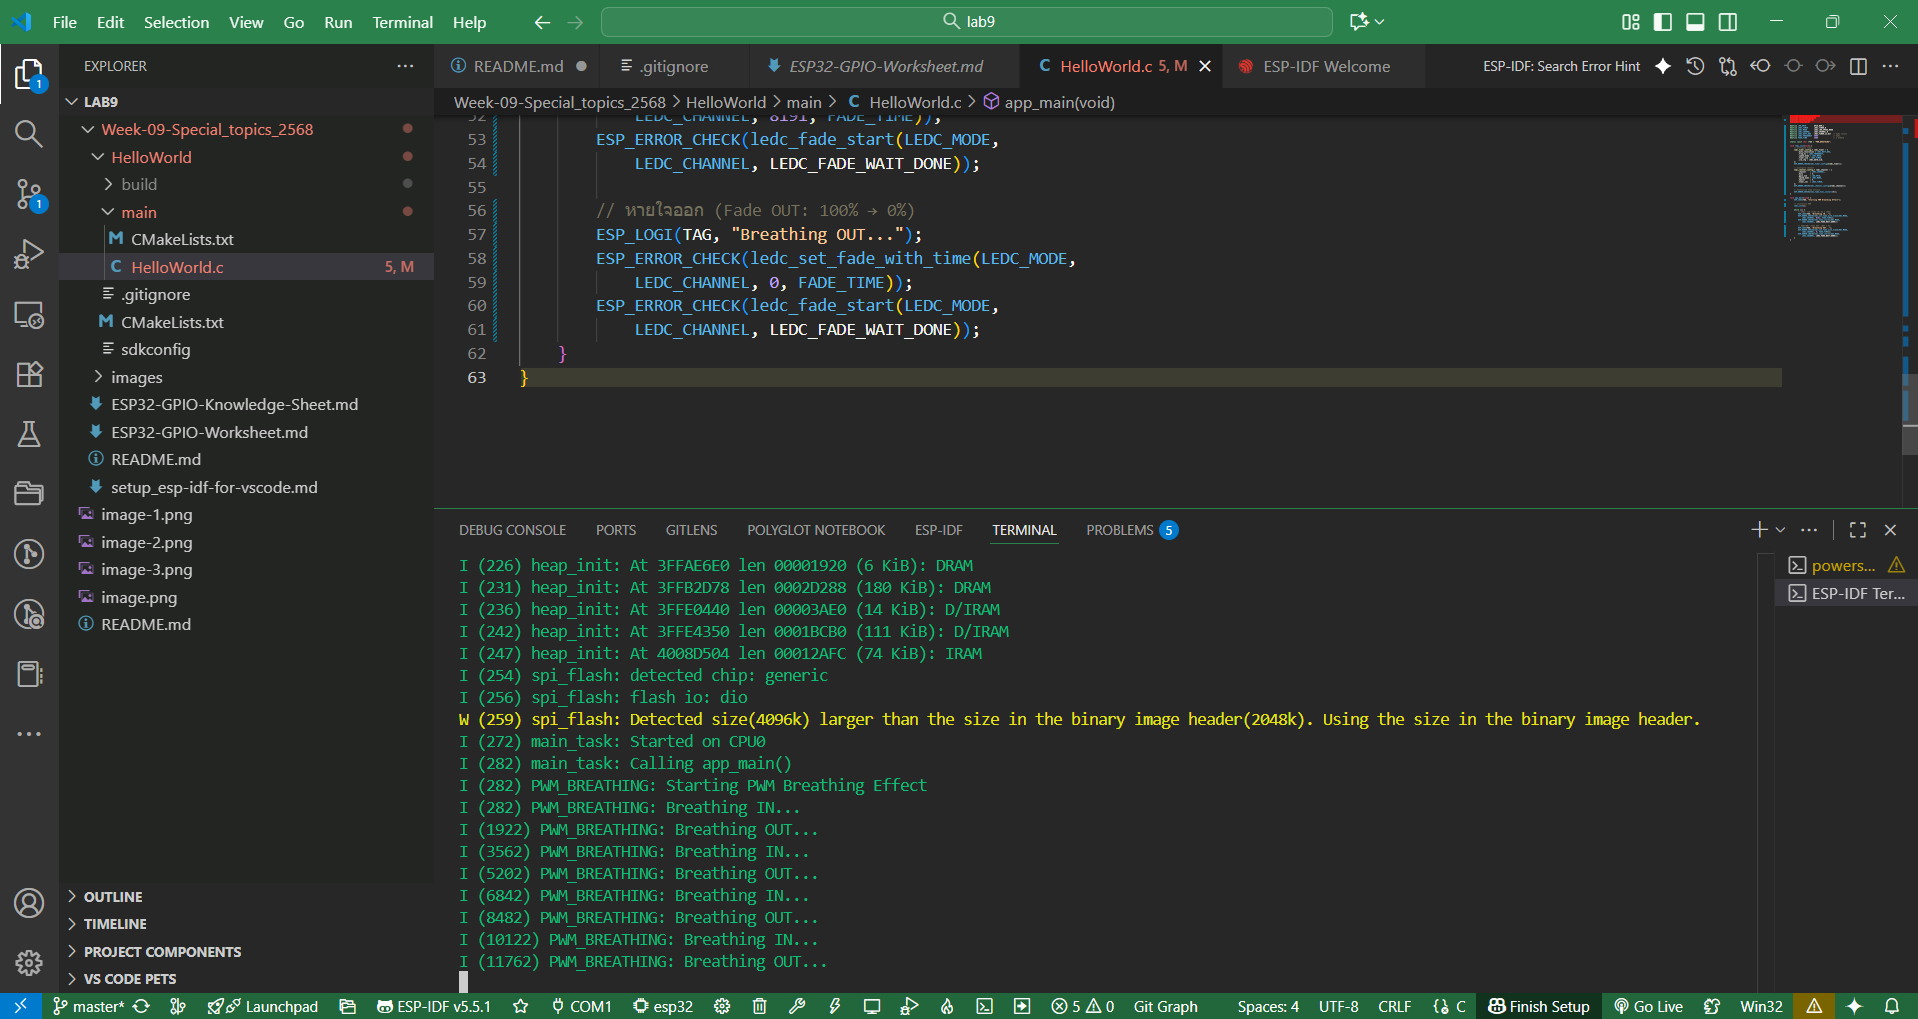 File Edit Selection View Go Run Terminal Help
lab9
EXPLORER
LAB9
Week-09-Special_topics_2568
HelloWorld
build
main
CMakeLists.txt
HelloWorld.c 5, M
.gitignore
CMakeLists.txt
sdkconfig
images
ESP32-GPIO-Knowledge-Sheet.md
ESP32-GPIO-Worksheet.md
README.md
setup_esp-idf-for-vscode.md
image-1.png
image-2.png
image-3.png
image.png
README.md
OUTLINE
TIMELINE
PROJECT COMPONENTS
VS CODE PETS
README.md .gitignore ESP32-GPIO-Worksheet.md HelloWorld.c 5, M ESP-IDF Welcome ESP-IDF: Search Error Hint
Week-09-Special_topics_2568 > HelloWorld > main > C HelloWorld.c > app_main(void)
52 LEDC_CHANNEL, 8191, FADE_TIME));
53 ESP_ERROR_CHECK(ledc_fade_start(LEDC_MODE,
54 LEDC_CHANNEL, LEDC_FADE_WAIT_DONE));
55
56 // หายใจออก (Fade OUT: 100% → 0%)
57 ESP_LOGI(TAG, "Breathing OUT...");
58 ESP_ERROR_CHECK(ledc_set_fade_with_time(LEDC_MODE,
59 LEDC_CHANNEL, 0, FADE_TIME));
60 ESP_ERROR_CHECK(ledc_fade_start(LEDC_MODE,
61 LEDC_CHANNEL, LEDC_FADE_WAIT_DONE));
62 }
63 }
DEBUG CONSOLE PORTS GITLENS POLYGLOT NOTEBOOK ESP-IDF TERMINAL PROBLEMS 5
I (226) heap_init: At 3FFAE6E0 len 00001920 (6 KiB): DRAM
I (231) heap_init: At 3FFB2D78 len 0002D288 (180 KiB): DRAM
I (236) heap_init: At 3FFE0440 len 00003AE0 (14 KiB): D/IRAM
I (242) heap_init: At 3FFE4350 len 0001BCB0 (111 KiB): D/IRAM
I (247) heap_init: At 4008D504 len 00012AFC (74 KiB): IRAM
I (254) spi_flash: detected chip: generic
I (256) spi_flash: flash io: dio
W (259) spi_flash: Detected size(4096k) larger than the size in the binary image header(2048k). Using the size in the binary image header.
I (272) main_task: Started on CPU0
I (282) main_task: Calling app_main()
I (282) PWM_BREATHING: Starting PWM Breathing Effect
I (282) PWM_BREATHING: Breathing IN...
I (1922) PWM_BREATHING: Breathing OUT...
I (3562) PWM_BREATHING: Breathing IN...
I (5202) PWM_BREATHING: Breathing OUT...
I (6842) PWM_BREATHING: Breathing IN...
I (8482) PWM_BREATHING: Breathing OUT...
I (10122) PWM_BREATHING: Breathing IN...
I (11762) PWM_BREATHING: Breathing OUT...
powers...
ESP-IDF Ter...
master* Launchpad ESP-IDF v5.5.1 COM1 esp32 5 0 Git Graph Spaces: 4 UTF-8 CRLF {} C Finish Setup Go Live Win32